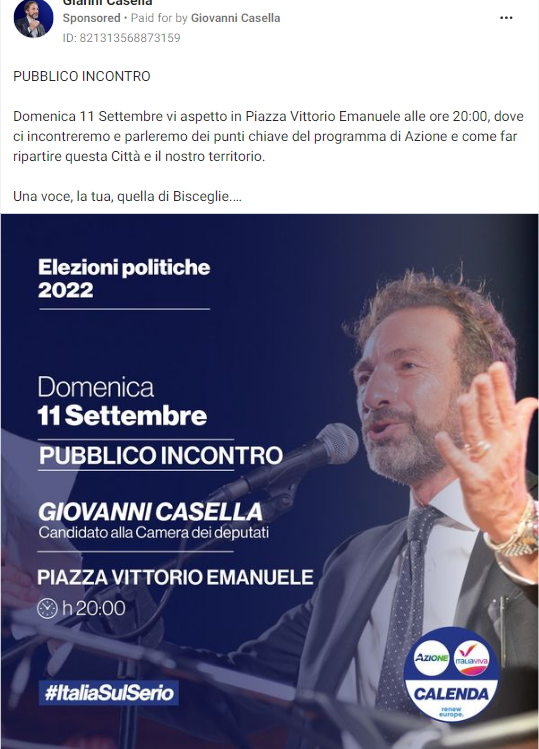 Gianni Casella
Sponsored • Paid for by Giovanni Casella
ID: 821313568873159
PUBBLICO INCONTRO
Domenica 11 Settembre vi aspetto in Piazza Vittorio Emanuele alle ore 20:00, dove
ci incontreremo e parleremo dei punti chiave del programma di Azione e come far
ripartire questa Città e il nostro territorio.
Una voce, la tua, quella di Bisceglie....
Elezioni politiche
2022
Domenica
11 Settembre
PUBBLICO INCONTRO
GIOVANNI CASELLA
Candidato alla Camera dei deputati
PIAZZA VITTORIO EMANUELE
h 20:00
#ItaliaSulSerio
AZIONE
ITALIAVIVA
CALENDA
renew
europe.